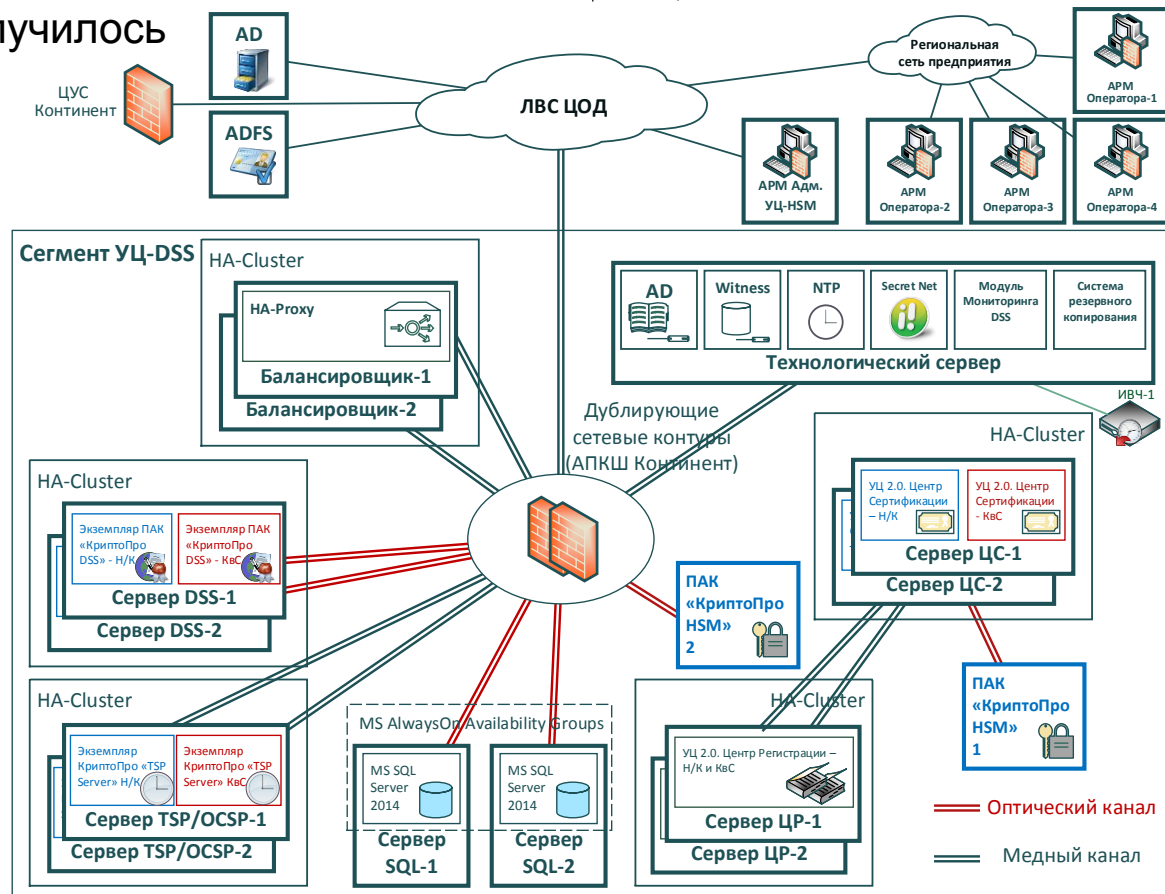 лучилось
AD
ADFS
ЦУС
Континент
ЛВС ЦОД
Региональная
сеть предприятия
АРМ
Оператора-1
АРМ Адм.
УЦ-HSM
АРМ
Оператора-2
АРМ
Оператора-3
АРМ
Оператора-4
Сегмент УЦ-DSS
HA-Cluster
HA-Proxy
Балансировщик-1
Балансировщик-2
AD
Witness
NTP
Secret Net
Модуль
Мониторинга
DSS
Система
резервного
копирования
Технологический сервер
ИВЧ-1
Дублирующие
сетевые контуры
(АПКШ Континент)
HA-Cluster
УЦ 2.0. Центр
Сертификации
– Н/К
УЦ 2.0. Центр
Сертификации
- КвС
Сервер ЦС-1
Сервер ЦС-2
HA-Cluster
Экземпляр ПАК
«КриптоПро
DSS» - Н/К
Экземпляр ПАК
«КриптоПро
DSS» - КвС
Сервер DSS-1
Сервер DSS-2
ПАК
«КриптоПро
HSM»
2
HA-Cluster
Экземпляр
КриптоПро «TSP
Server» Н/К
Экземпляр
КриптоПро «TSP
Server» КвС
Сервер TSP/OCSP-1
Сервер TSP/OCSP-2
MS AlwaysOn Availability Groups
MS SQL
Server
2014
Сервер
SQL-1
MS SQL
Server
2014
Сервер
SQL-2
HA-Cluster
УЦ 2.0. Центр Регистрации –
Н/К и КвС
Сервер ЦР-1
Сервер ЦР-2
ПАК
«КриптоПро
HSM»
1
Оптический канал
Медный канал